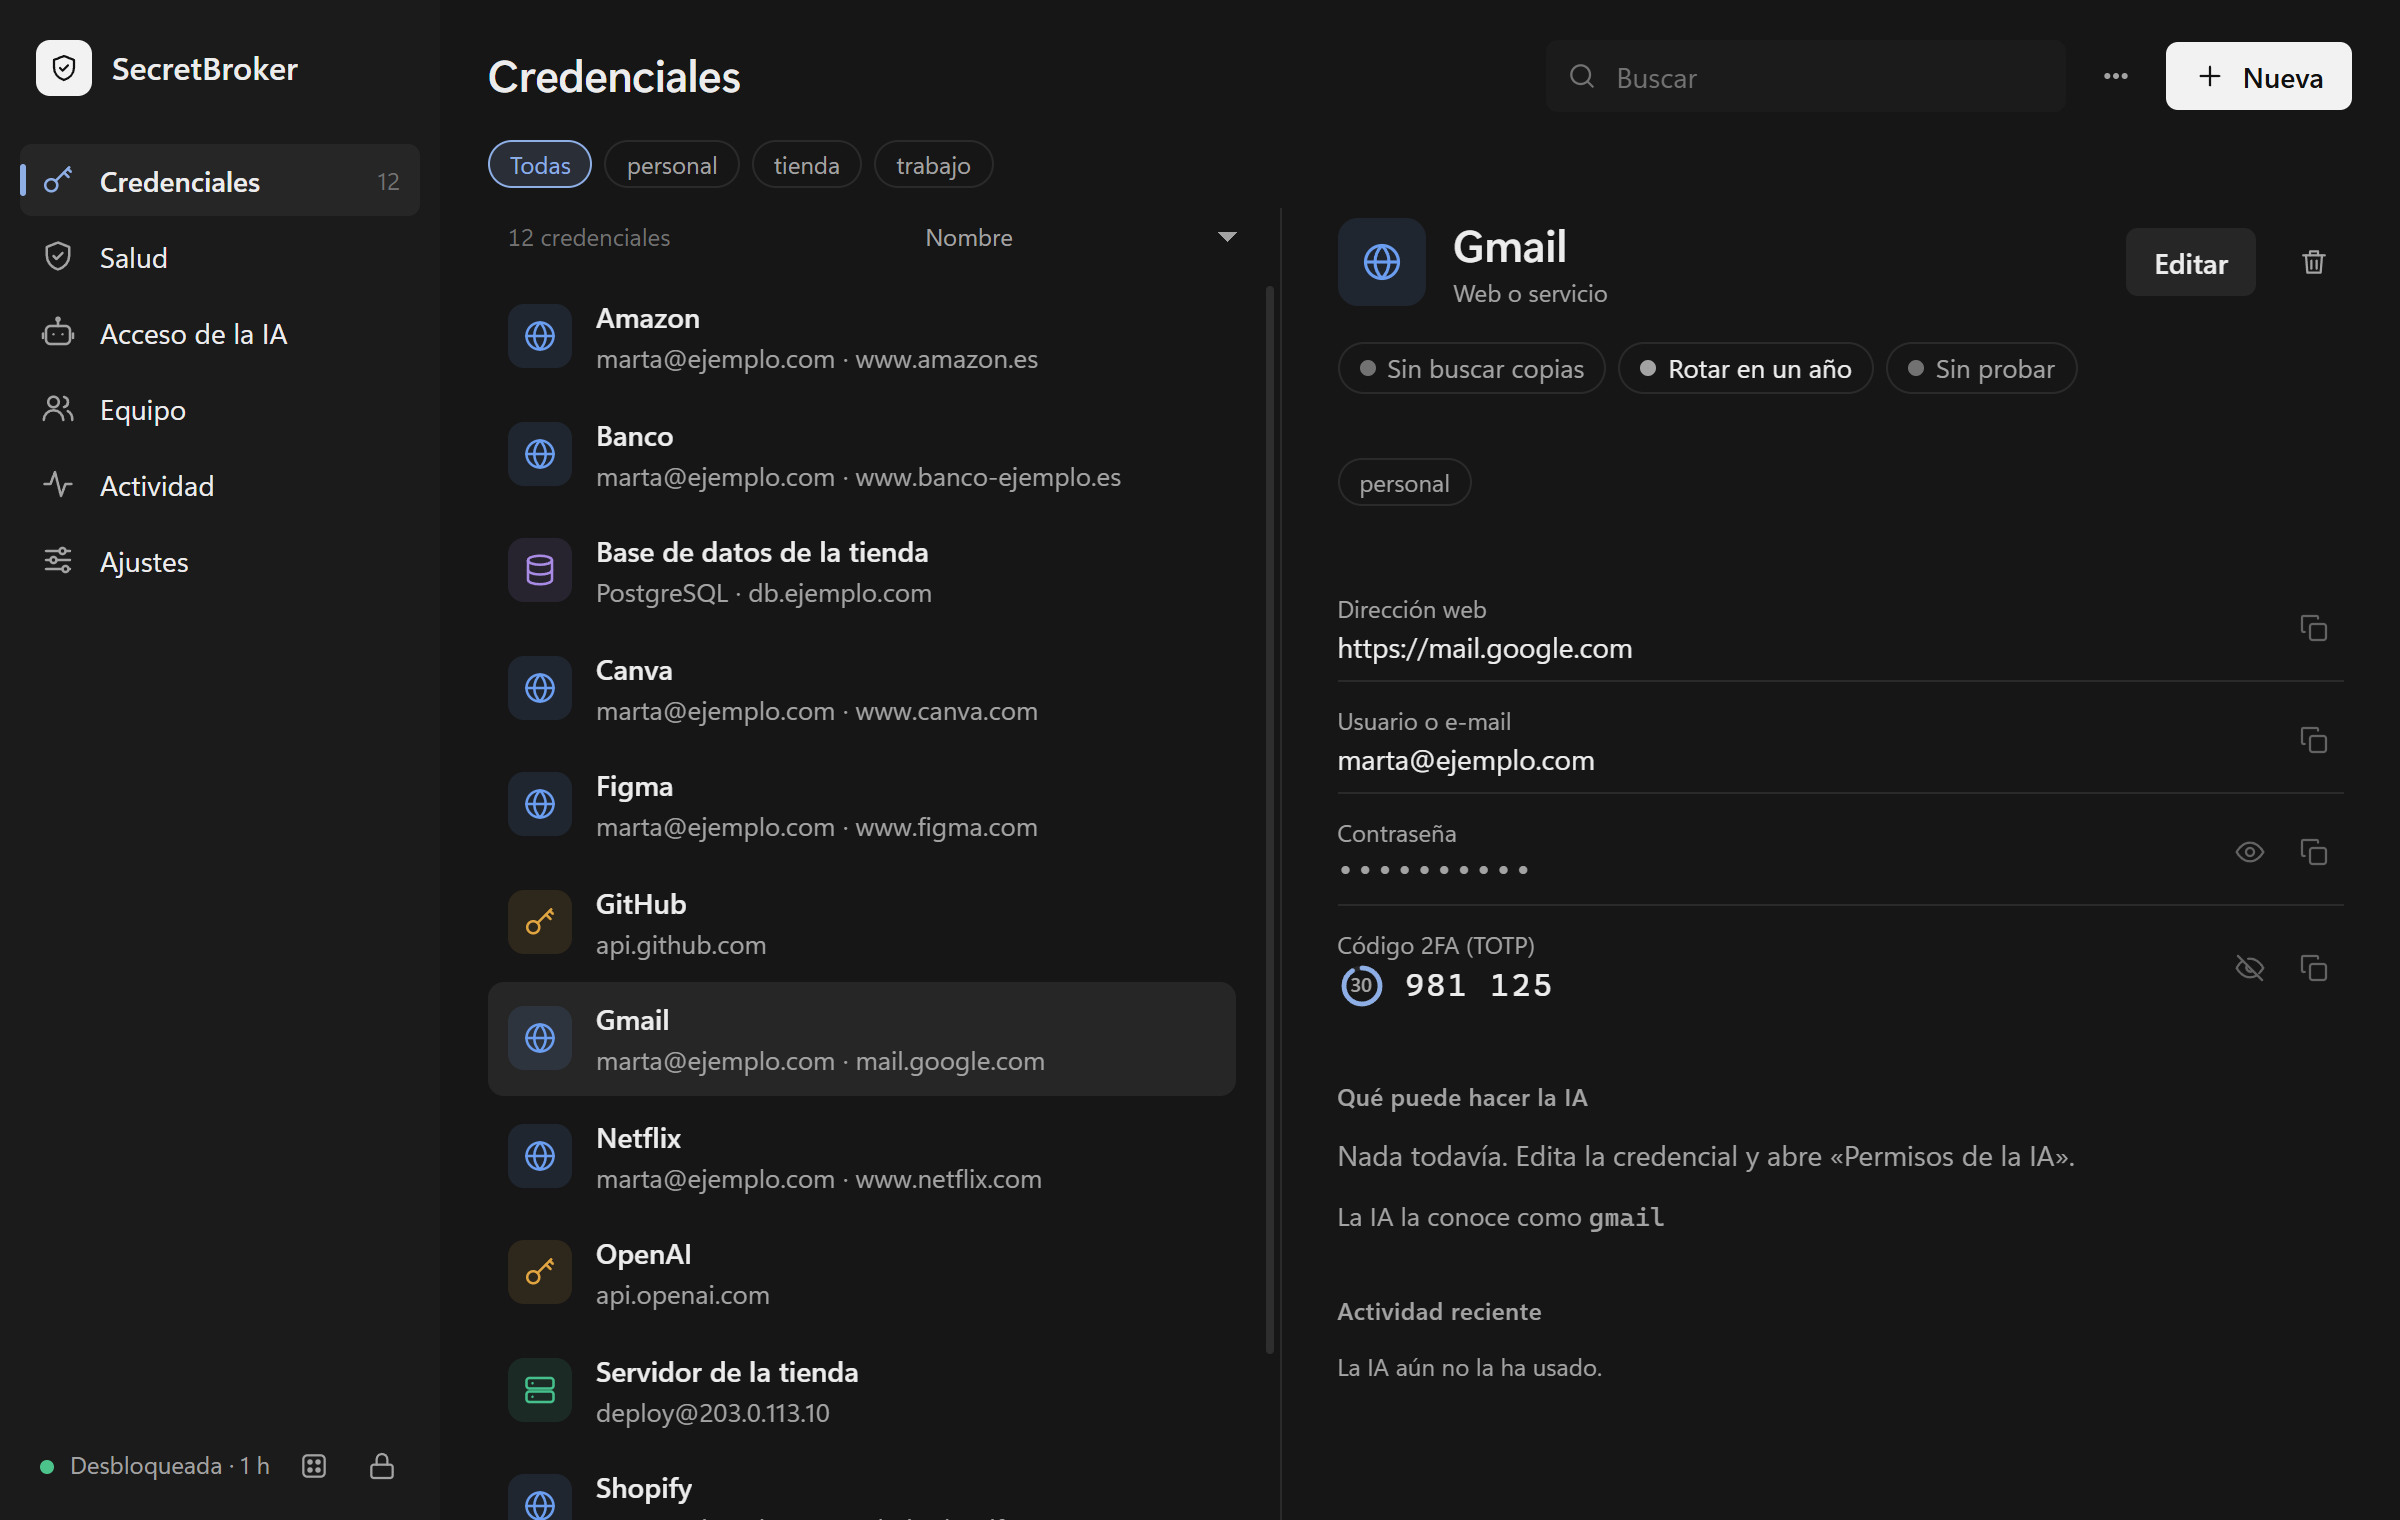 SecretBroker
Credenciales 12
Salud
Acceso de la IA
Equipo
Actividad
Ajustes
Desbloqueada · 1 h
Credenciales
Buscar
Nueva
Todas personal tienda trabajo
12 credenciales Nombre
Amazon
marta@ejemplo.com · www.amazon.es
Banco
marta@ejemplo.com · www.banco-ejemplo.es
Base de datos de la tienda
PostgreSQL · db.ejemplo.com
Canva
marta@ejemplo.com · www.canva.com
Figma
marta@ejemplo.com · www.figma.com
GitHub
api.github.com
Gmail
marta@ejemplo.com · mail.google.com
Netflix
marta@ejemplo.com · www.netflix.com
OpenAI
api.openai.com
Servidor de la tienda
deploy@203.0.113.10
Shopify
Gmail
Web o servicio
Editar
Sin buscar copias Rotar en un año Sin probar
personal
Dirección web
https://mail.google.com
Usuario o e-mail
marta@ejemplo.com
Contraseña
••••••••••
Código 2FA (TOTP)
30 981 125
Qué puede hacer la IA
Nada todavía. Edita la credencial y abre «Permisos de la IA».
La IA la conoce como gmail
Actividad reciente
La IA aún no la ha usado.